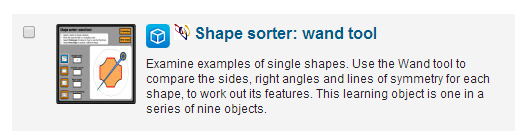 Shape sorter: wand tool
Examine examples of single shapes. Use the Wand tool to
compare the sides, right angles and lines of symmetry for each
shape, to work out its features. This learning object is one in a
series of nine objects.